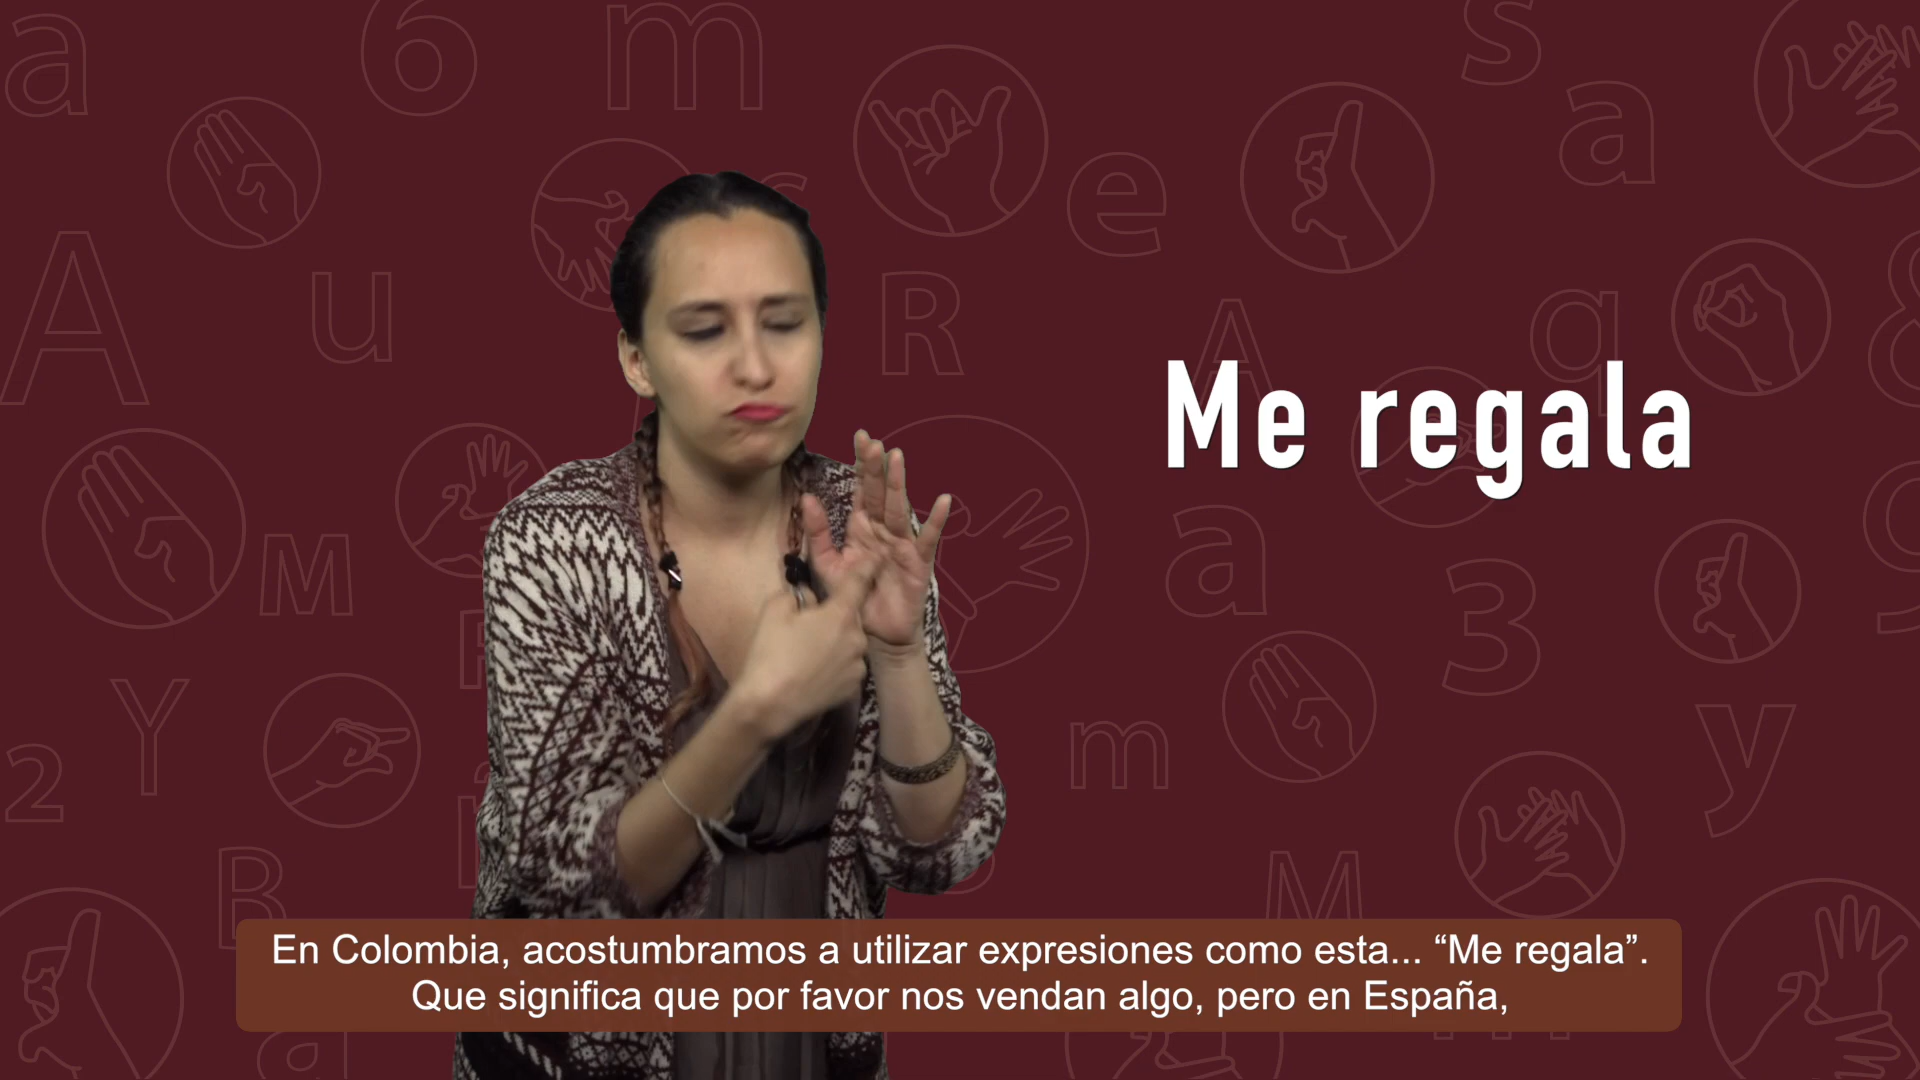 Me regala
En Colombia, acostumbramos a utilizar expresiones como esta... “Me regala”.
Que significa que por favor nos vendan algo, pero en España,